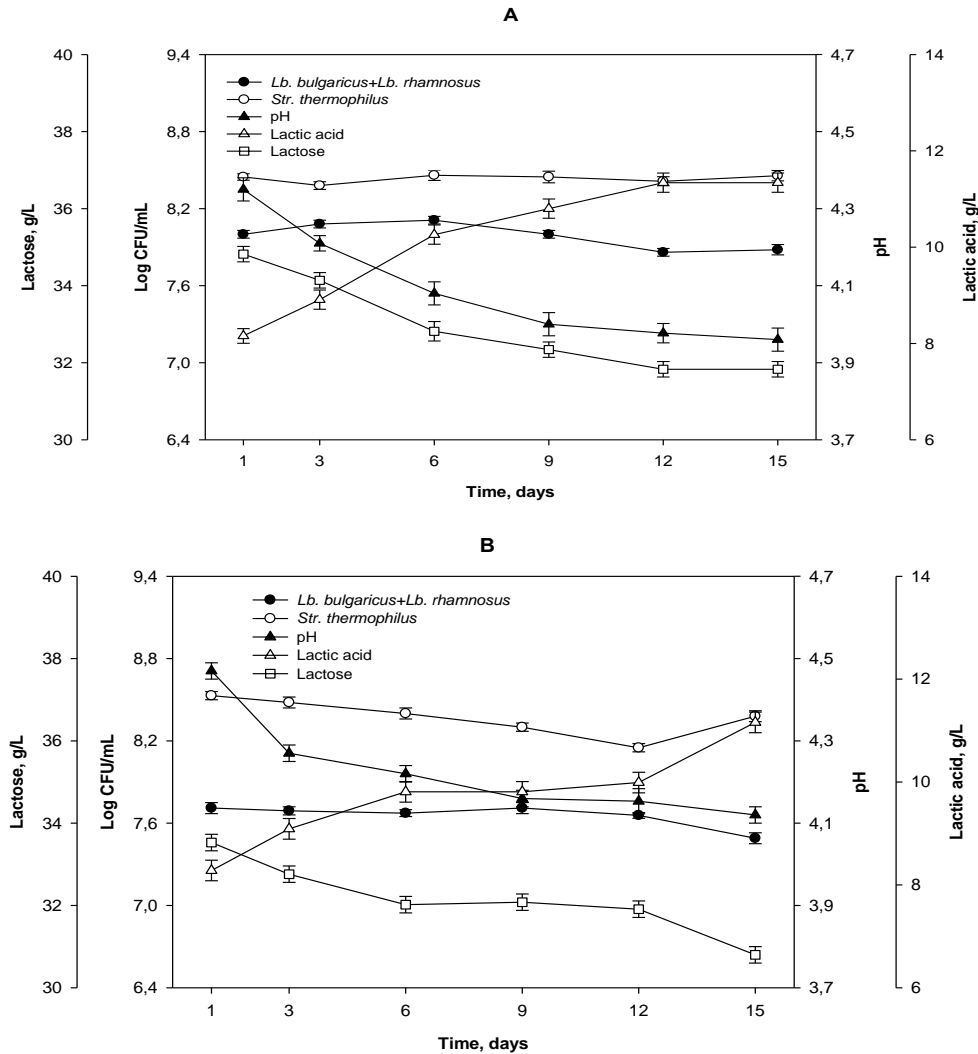 A
40
38
36
34
32
30
Lactose, g/L
9,4
8,8
8,2
7,6
7,0
6,4
Log CFU/mL
Lb. bulgaricus+Lb. rhamnosus
Str. thermophilus
pH
Lactic acid
Lactose
4,7
4,5
4,3
4,1
3,9
3,7
pH
14
12
10
8
6
Lactic acid, g/L
1 3 6 9 12 15
Time, days
B
40
38
36
34
32
30
Lactose, g/L
9,4
8,8
8,2
7,6
7,0
6,4
Log CFU/mL
Lb. bulgaricus+Lb. rhamnosus
Str. thermophilus
pH
Lactic acid
Lactose
4,7
4,5
4,3
4,1
3,9
3,7
pH
14
12
10
8
6
Lactic acid, g/L
1 3 6 9 12 15
Time, days